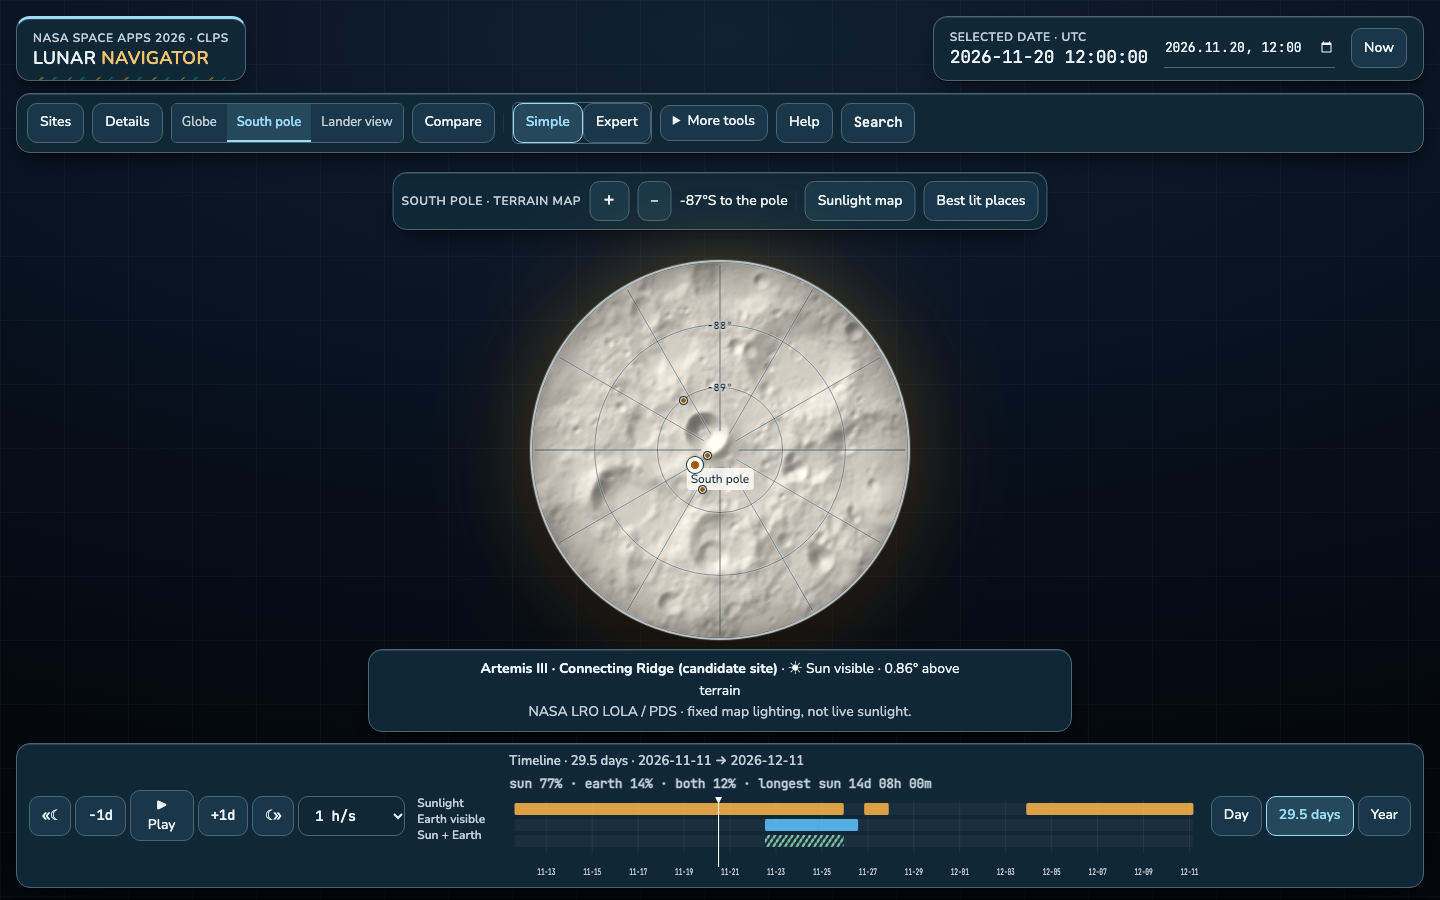 NASA SPACE APPS 2026 · CLPS
LUNAR NAVIGATOR
SELECTED DATE · UTC
2026-11-20 12:00:00
2026.11.20, 12:00
Now
Sites
Details
Globe
South pole
Lander view
Compare
Simple
Expert
▶ More tools
Help
Search
SOUTH POLE · TERRAIN MAP
+
−
-87°S to the pole
Sunlight map
Best lit places
-88°
-89°
South pole
Artemis III · Connecting Ridge (candidate site) · ☀ Sun visible · 0.86° above
terrain
NASA LRO LOLA / PDS · fixed map lighting, not live sunlight.
Timeline · 29.5 days · 2026-11-11 → 2026-12-11
sun 77% · earth 14% · both 12% · longest sun 14d 08h 00m
«☾
-1d
▶
Play
+1d
☾»
1 h/s
Sunlight
Earth visible
Sun + Earth
11-13 11-15 11-17 11-19 11-21 11-23 11-25 11-27 11-29 12-01 12-03 12-05 12-07 12-09 12-11
Day
29.5 days
Year